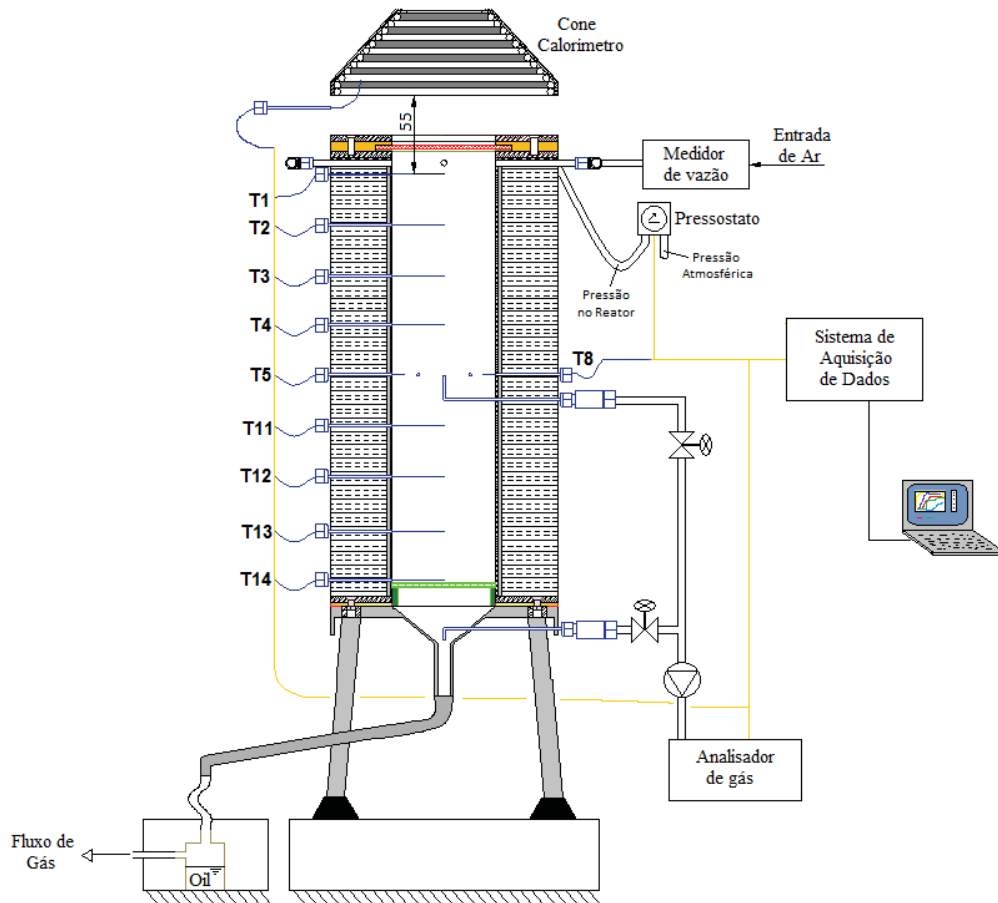 Cone
Calorimetro
55
Entrada
de Ar
Medidor
de vazão
T1
T2
T3
T4
T5
T11
T12
T13
T14
Pressostato
Pressão
Atmosférica
Pressão
no Reator
T8
Sistema de
Aquisição
de Dados
Analisador
de gás
Fluxo de
Gás
Oil